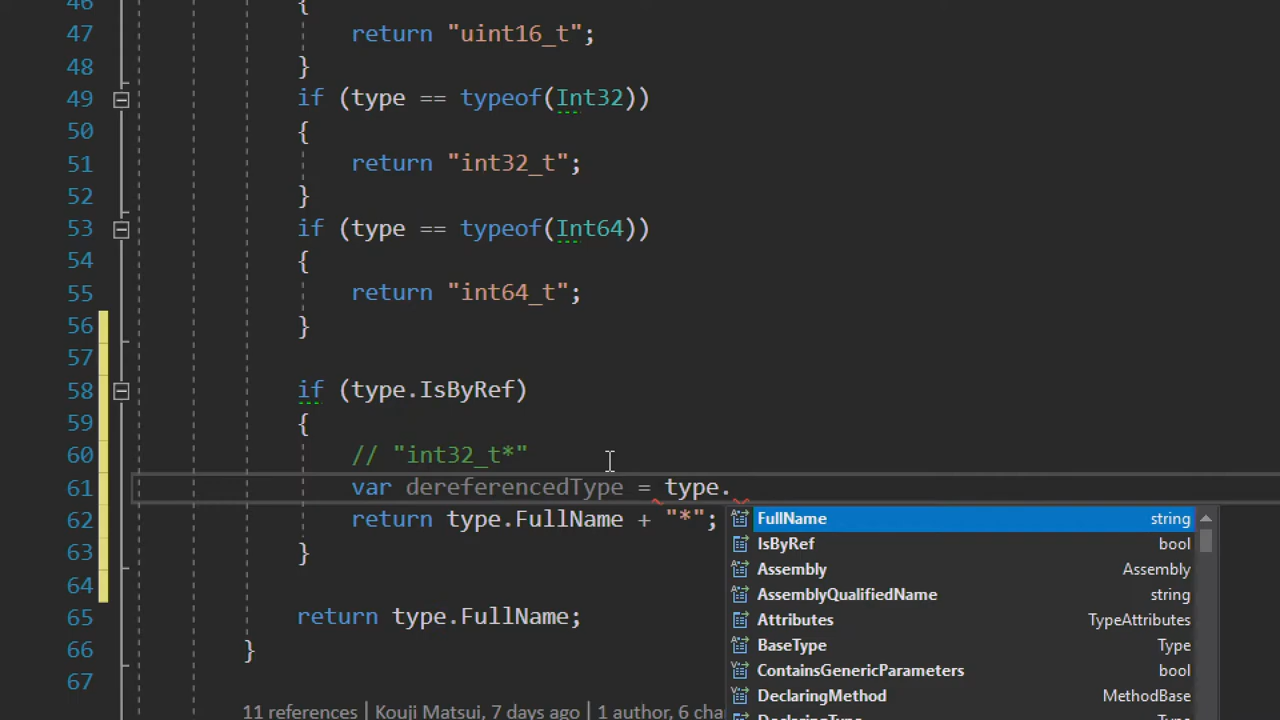 46 {
47 return "uint16_t";
48 }
49 if (type == typeof(Int32))
50 {
51 return "int32_t";
52 }
53 if (type == typeof(Int64))
54 {
55 return "int64_t";
56 }
57
58 if (type.IsByRef)
59 {
60 // "int32_t*"
61 var dereferencedType = type.
62 return type.FullName + "*";
FullName string
IsByRef bool
63 }
Assembly Assembly
64
AssemblyQualifiedName string
65 return type.FullName;
Attributes TypeAttributes
66 }
BaseType Type
67
ContainsGenericParameters bool
DeclaringMethod MethodBase
11 references | Kouji Matsui, 7 days ago | 1 author, 6 cha
DeclaringType Type